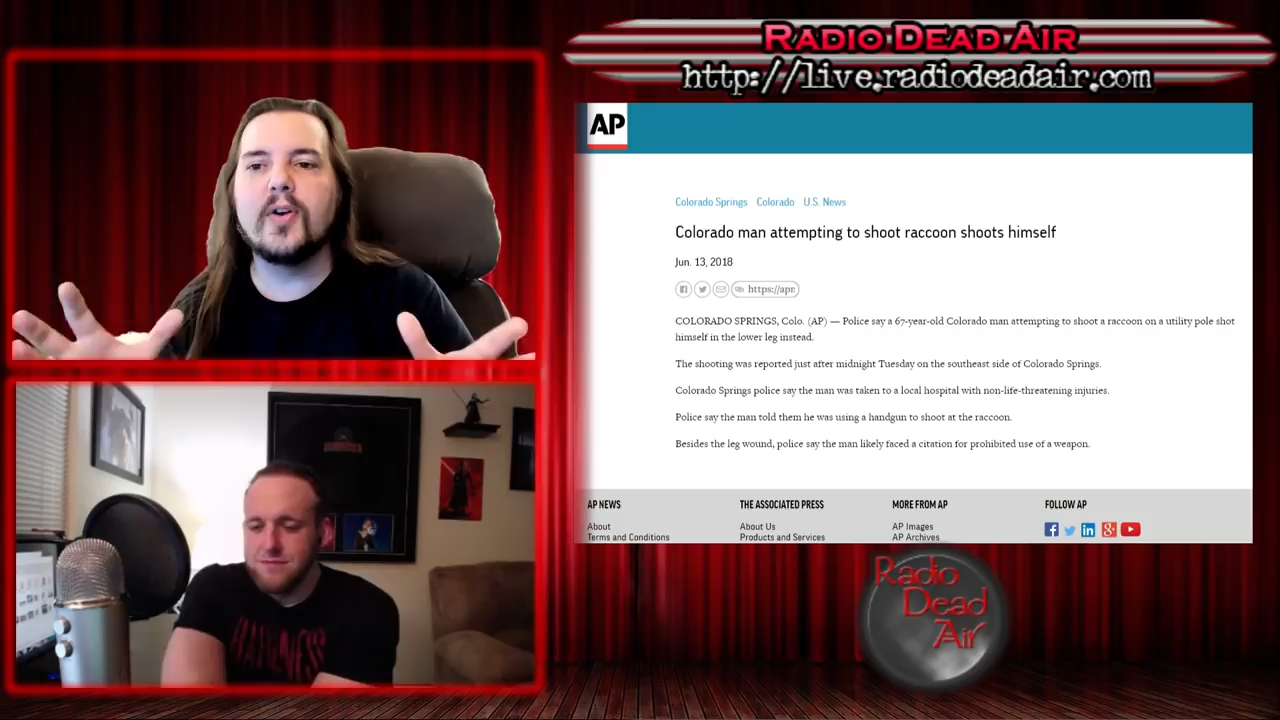 RADIO DEAD AIR
http://live.radiodeadair.com
AP
Colorado Springs Colorado U.S. News
Colorado man attempting to shoot raccoon shoots himself
Jun. 13, 2018
https://apn
COLORADO SPRINGS, Colo. (AP) — Police say a 67-year-old Colorado man attempting to shoot a raccoon on a utility pole shot
himself in the lower leg instead.
The shooting was reported just after midnight Tuesday on the southeast side of Colorado Springs.
Colorado Springs police say the man was taken to a local hospital with non-life-threatening injuries.
Police say the man told them he was using a handgun to shoot at the raccoon.
Besides the leg wound, police say the man likely faced a citation for prohibited use of a weapon.
AP NEWS THE ASSOCIATED PRESS MORE FROM AP FOLLOW AP
About About Us AP Images
Terms and Conditions Products and Services AP Archives
Radio
Dead
Air